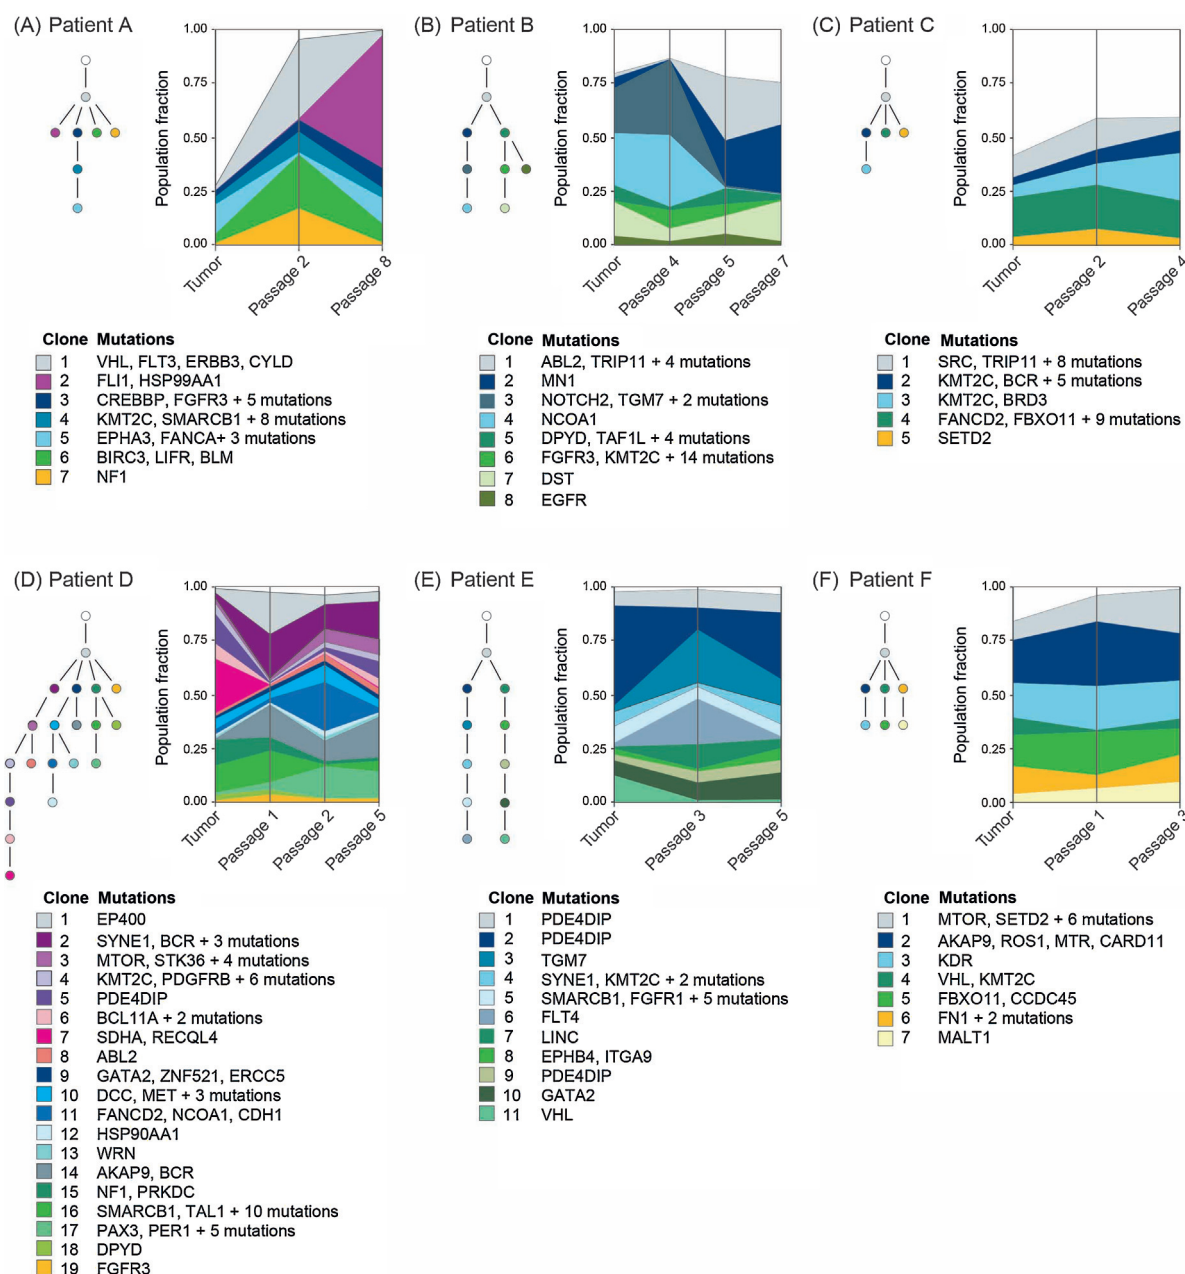 (A) Patient A
1.00
0.75
0.50
0.25
0.00
Population fraction
Tumor
Passage 2
Passage 8
Clone Mutations
1 VHL, FLT3, ERBB3, CYLD
2 FLI1, HSP99AA1
3 CREBBP, FGFR3 + 5 mutations
4 KMT2C, SMARCB1 + 8 mutations
5 EPHA3, FANCA+ 3 mutations
6 BIRC3, LIFR, BLM
7 NF1
(B) Patient B
1.00
0.75
0.50
0.25
0.00
Population fraction
Tumor
Passage 4
Passage 5
Passage 7
Clone Mutations
1 ABL2, TRIP11 + 4 mutations
2 MN1
3 NOTCH2, TGM7 + 2 mutations
4 NCOA1
5 DPYD, TAF1L + 4 mutations
6 FGFR3, KMT2C + 14 mutations
7 DST
8 EGFR
(C) Patient C
1.00
0.75
0.50
0.25
0.00
Population fraction
Tumor
Passage 2
Passage 4
Clone Mutations
1 SRC, TRIP11 + 8 mutations
2 KMT2C, BCR + 5 mutations
3 KMT2C, BRD3
4 FANCD2, FBXO11 + 9 mutations
5 SETD2
(D) Patient D
1.00
0.75
0.50
0.25
0.00
Population fraction
Tumor
Passage 1
Passage 2
Passage 5
Clone Mutations
1 EP400
2 SYNE1, BCR + 3 mutations
3 MTOR, STK36 + 4 mutations
4 KMT2C, PDGFRB + 6 mutations
5 PDE4DIP
6 BCL11A + 2 mutations
7 SDHA, RECQL4
8 ABL2
9 GATA2, ZNF521, ERCC5
10 DCC, MET + 3 mutations
11 FANCD2, NCOA1, CDH1
12 HSP90AA1
13 WRN
14 AKAP9, BCR
15 NF1, PRKDC
16 SMARCB1, TAL1 + 10 mutations
17 PAX3, PER1 + 5 mutations
18 DPYD
19 FGFR3
(E) Patient E
1.00
0.75
0.50
0.25
0.00
Population fraction
Tumor
Passage 3
Passage 5
Clone Mutations
1 PDE4DIP
2 PDE4DIP
3 TGM7
4 SYNE1, KMT2C + 2 mutations
5 SMARCB1, FGFR1 + 5 mutations
6 FLT4
7 LINC
8 EPHB4, ITGA9
9 PDE4DIP
10 GATA2
11 VHL
(F) Patient F
1.00
0.75
0.50
0.25
0.00
Population fraction
Tumor
Passage 1
Passage 3
Clone Mutations
1 MTOR, SETD2 + 6 mutations
2 AKAP9, ROS1, MTR, CARD11
3 KDR
4 VHL, KMT2C
5 FBXO11, CCDC45
6 FN1 + 2 mutations
7 MALT1